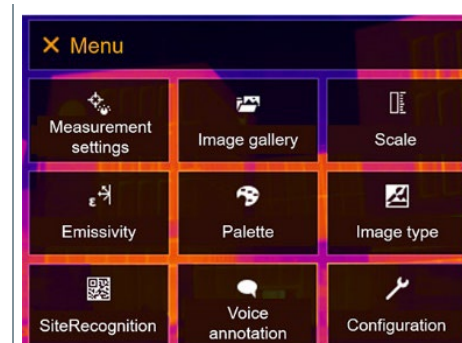 Menu
Measurement
settings
Image gallery
Scale
ε
Emissivity
Palette
Image type
SiteRecognition
Voice
annotation
Configuration